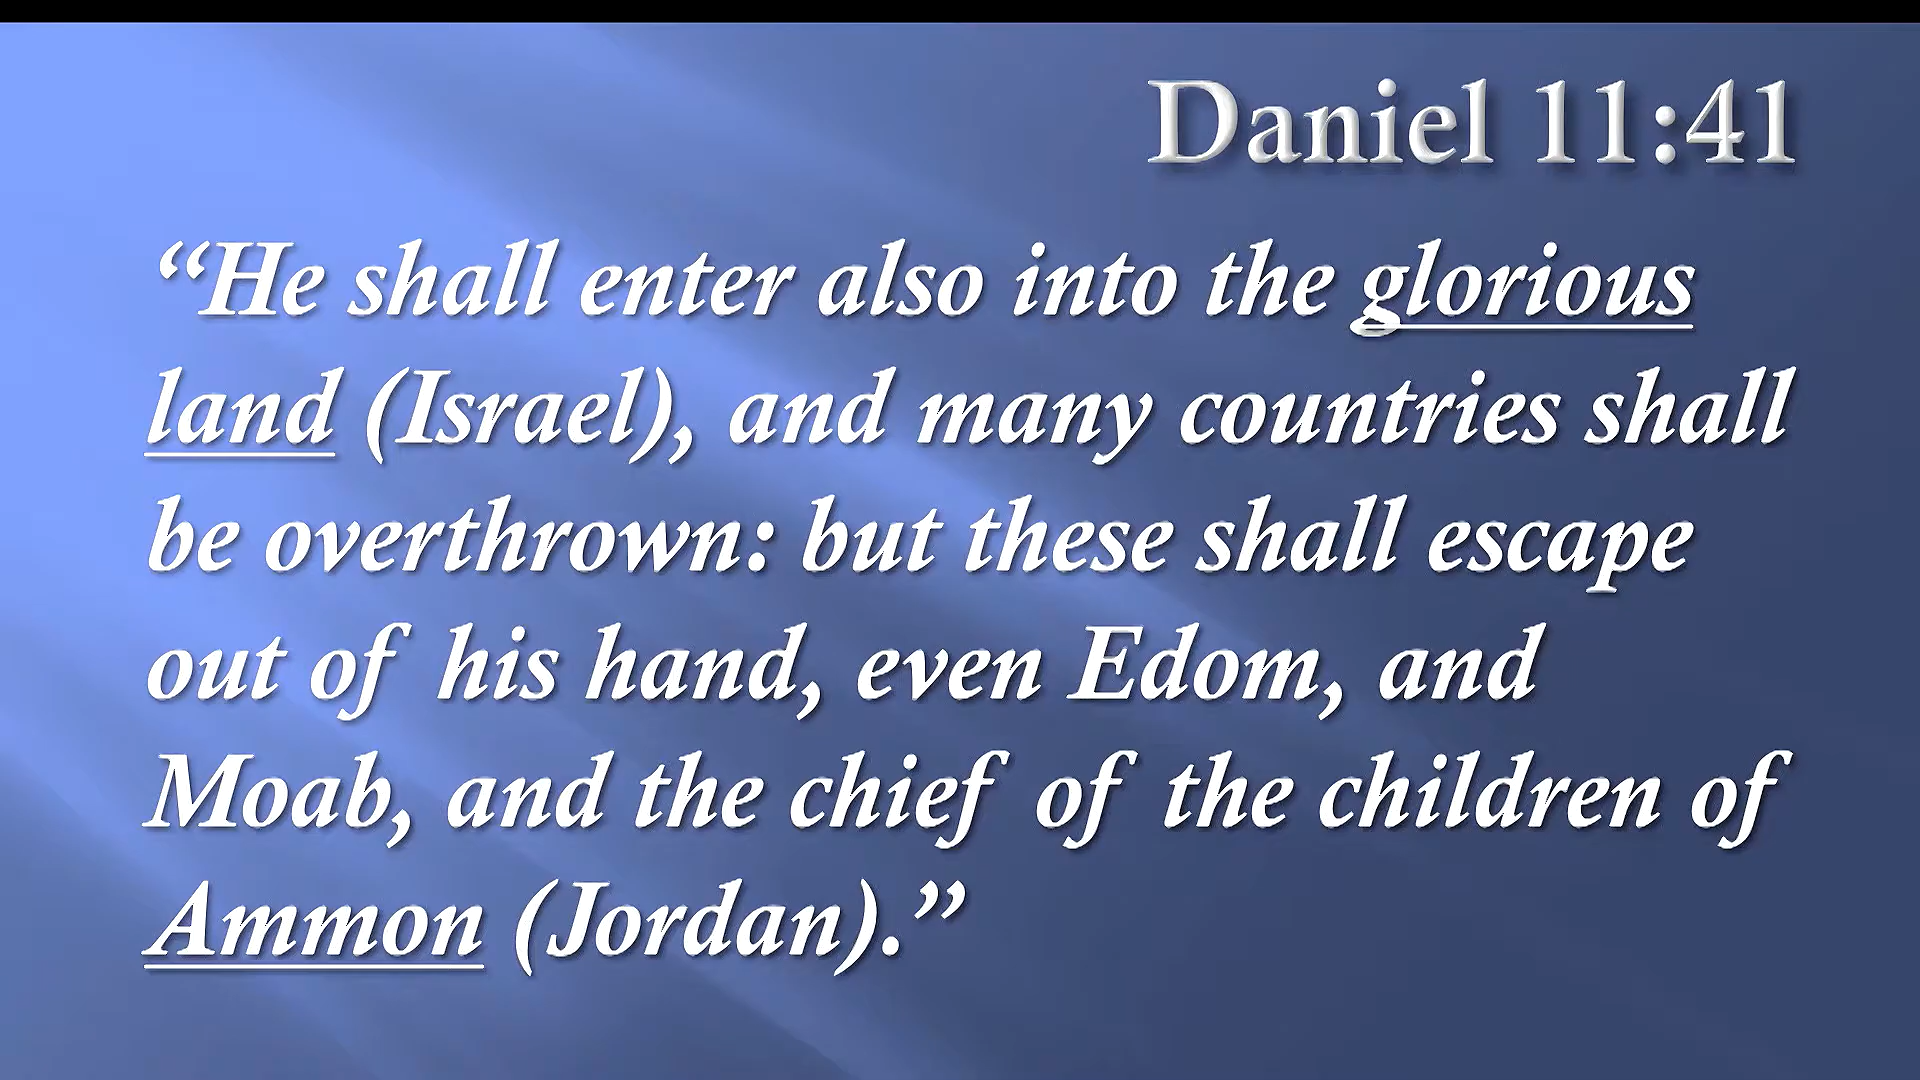 Daniel 11:41
“He shall enter also into the glorious
land (Israel), and many countries shall
be overthrown: but these shall escape
out of his hand, even Edom, and
Moab, and the chief of the children of
Ammon (Jordan).”